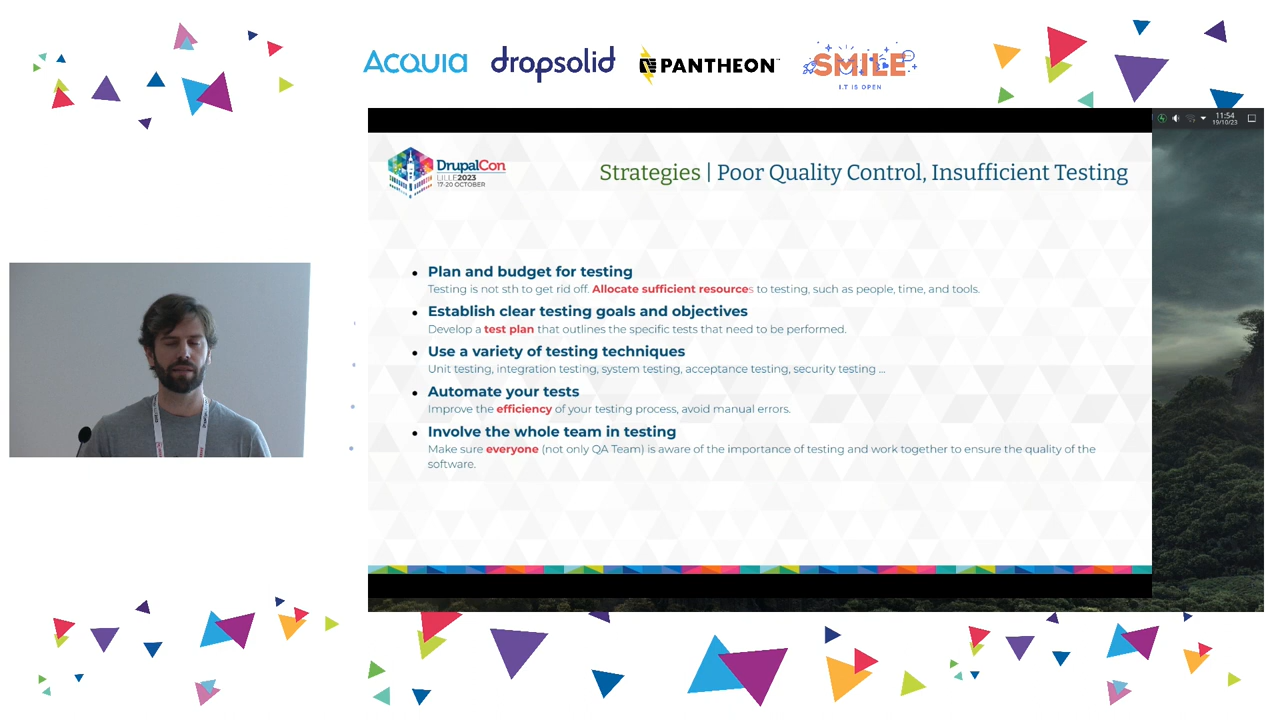 Acquia
dropsolid
PANTHEON
SMILE
I.T IS OPEN
11:54
19/10/23
DrupalCon
LILLE2023
17-20 OCTOBER
Strategies | Poor Quality Control, Insufficient Testing
• Plan and budget for testing
Testing is not sth to get rid off. Allocate sufficient resources to testing, such as people, time, and tools.
• Establish clear testing goals and objectives
Develop a test plan that outlines the specific tests that need to be performed.
• Use a variety of testing techniques
Unit testing, integration testing, system testing, acceptance testing, security testing ...
• Automate your tests
Improve the efficiency of your testing process, avoid manual errors.
• Involve the whole team in testing
Make sure everyone (not only QA Team) is aware of the importance of testing and work together to ensure the quality of the
software.